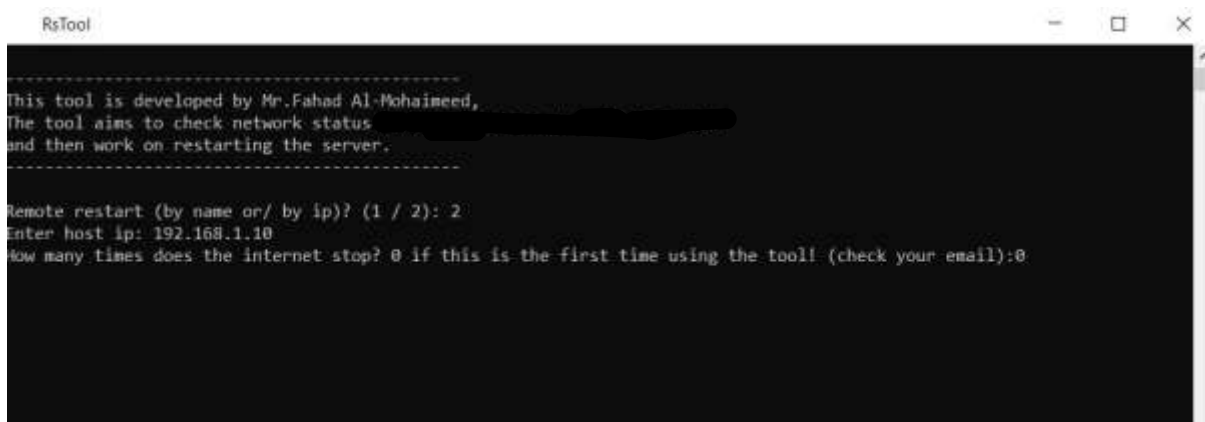 RsTool
------------------------------------------------
This tool is developed by Mr.Fahad Al-Mohaimeed,
The tool aims to check network status
and then work on restarting the server.
------------------------------------------------
Remote restart (by name or/ by ip)? (1 / 2): 2
Enter host ip: 192.168.1.10
How many times does the internet stop? 0 if this is the first time using the tool! (check your email):0